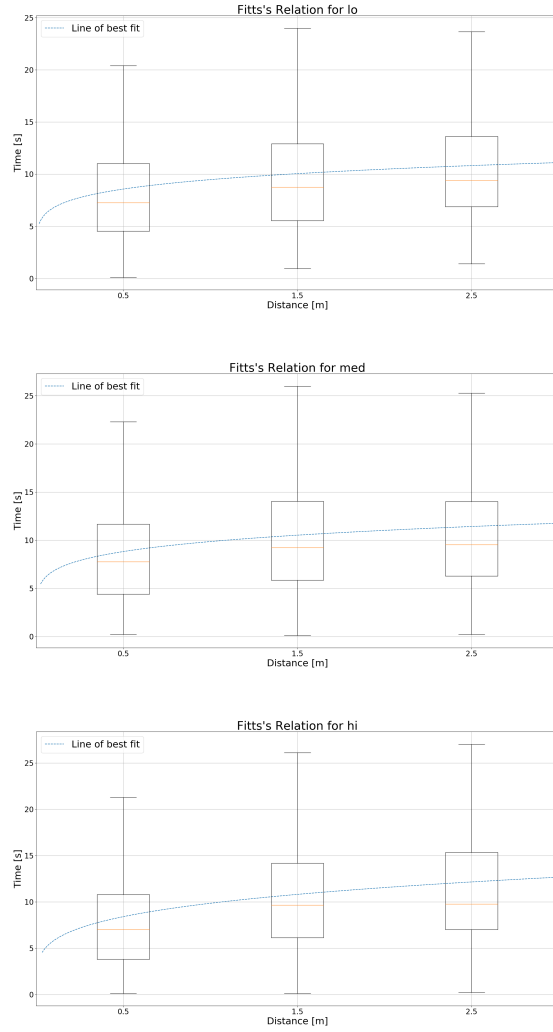 Fitts's Relation for lo
Line of best fit
25
20
15
10
5
0
Time [s]
0.5 1.5 2.5
Distance [m]
Fitts's Relation for med
Line of best fit
25
20
15
10
5
0
Time [s]
0.5 1.5 2.5
Distance [m]
Fitts's Relation for hi
Line of best fit
25
20
15
10
5
0
Time [s]
0.5 1.5 2.5
Distance [m]